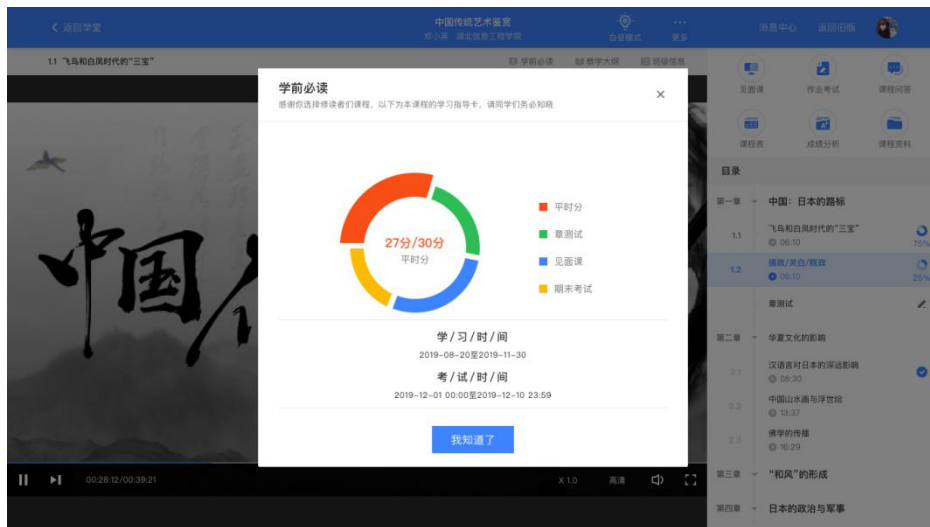 返回学堂
中国传统艺术鉴赏
邓小英 湖北信息工程学院
白昼模式
更多
消息中心
返回旧版
1.1 飞鸟和白凤时代的“三宝”
学前必读
教学大纲
班级信息
学前必读
感谢你选择修读者们课程，以下为本课程的学习指导卡，请同学们务必知晓
27分/30分
平时分
平时分
章测试
见面课
期末考试
学/习/时/间
2019-08-20至2019-11-30
考/试/时/间
2019-12-01 00:00至2019-12-10 23:59
我知道了
中国
00:28:12/00:39:21
X 1.0
高清
见面课
作业考试
课程问答
课程表
成绩分析
课程资料
目录
第一章 中国：日本的路标
1.1 飞鸟和白凤时代的“三宝”
06:10
75%
1.2 摄政/关白/院政
06:10
25%
章测试
第二章 华夏文化的影响
2.1 汉语言对日本的深远影响
08:30
2.2 中国山水画与浮世绘
13:37
2.3 佛学的传播
16:29
第三章 “和风”的形成
第四章 日本的政治与军事